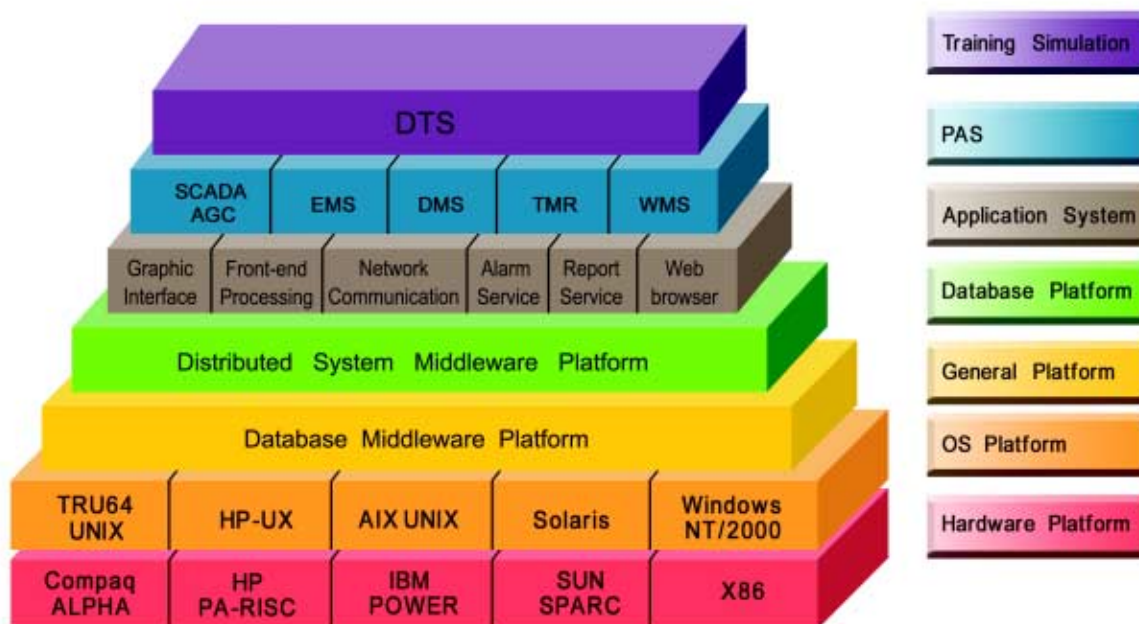 DTS
SCADA
AGC
EMS
DMS
TMR
WMS
Graphic
Interface
Front-end
Processing
Network
Communication
Alarm
Service
Report
Service
Web
browser
Distributed System Middleware Platform
Database Middleware Platform
TRU64
UNIX
HP-UX
AIX UNIX
Solaris
Windows
NT/2000
Compaq
ALPHA
HP
PA-RISC
IBM
POWER
SUN
SPARC
X86
Training Simulation
PAS
Application System
Database Platform
General Platform
OS Platform
Hardware Platform